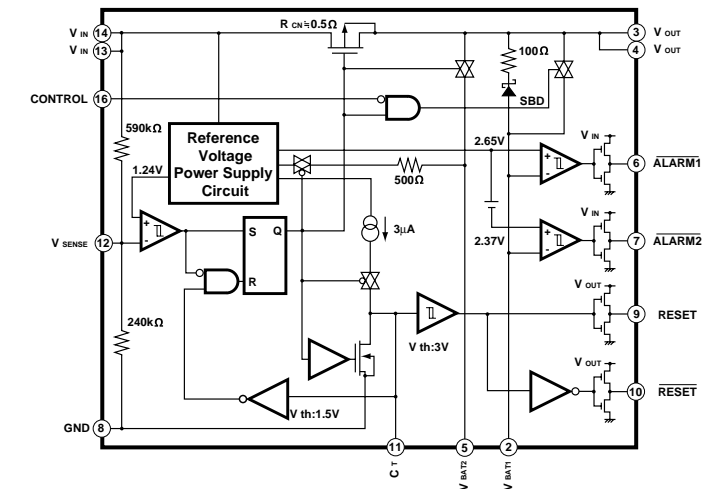 R CN≒0.5Ω
V IN 14
V IN 13
3 V OUT
4 V OUT
100Ω
SBD
CONTROL 16
590kΩ
Reference
Voltage
Power Supply
Circuit
1.24V
500Ω
2.65V
V IN
6 ALARM1
3μA
2.37V
V IN
7 ALARM2
V SENSE 12
S Q
R
V OUT
9 RESET
240kΩ
V th:3V
V OUT
10 RESET
V th:1.5V
GND 8
11
5
2
C T
V BAT2
V BAT1
+
-
+
-
+
-